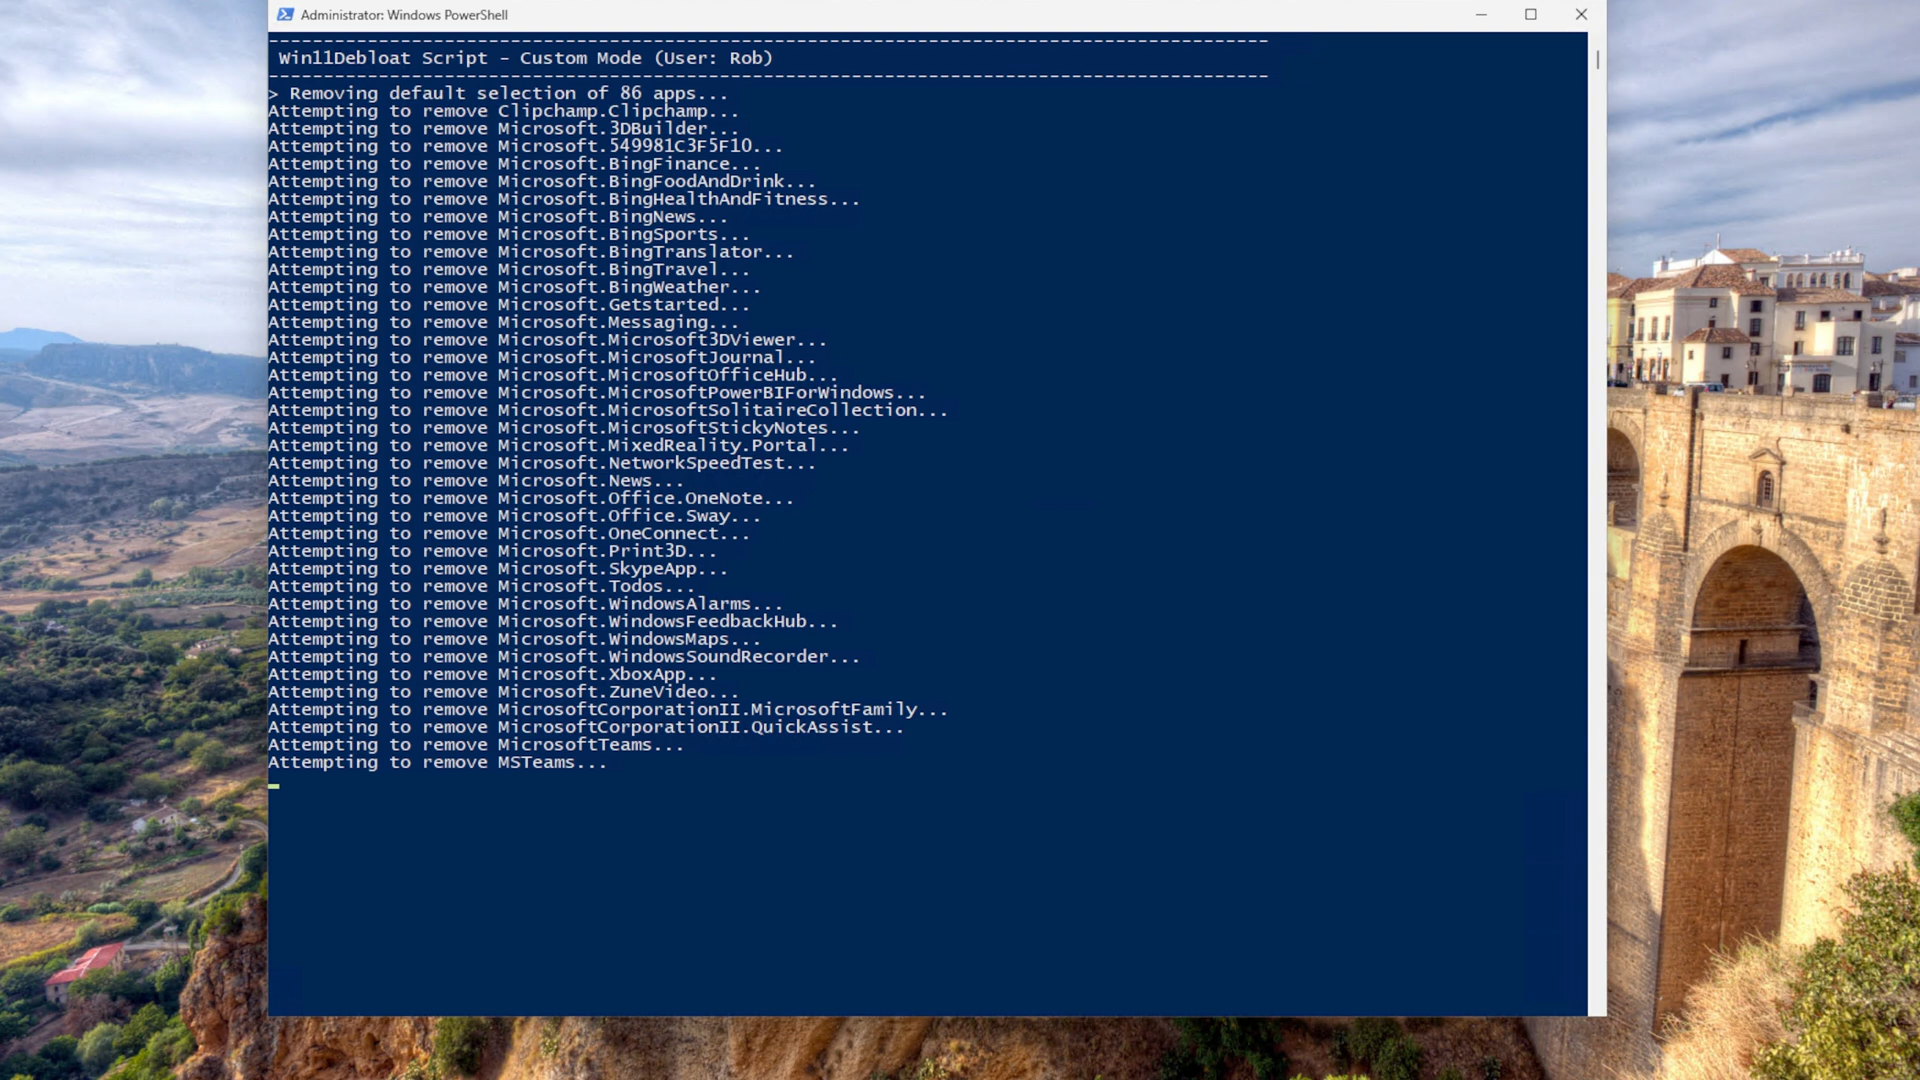 Administrator: Windows PowerShell
-------------------------------------------------------------------------------------------
Win11Debloat Script - Custom Mode (User: Rob)
-------------------------------------------------------------------------------------------
> Removing default selection of 86 apps...
Attempting to remove Clipchamp.Clipchamp...
Attempting to remove Microsoft.3DBuilder...
Attempting to remove Microsoft.549981C3F5F10...
Attempting to remove Microsoft.BingFinance...
Attempting to remove Microsoft.BingFoodAndDrink...
Attempting to remove Microsoft.BingHealthAndFitness...
Attempting to remove Microsoft.BingNews...
Attempting to remove Microsoft.BingSports...
Attempting to remove Microsoft.BingTranslator...
Attempting to remove Microsoft.BingTravel...
Attempting to remove Microsoft.BingWeather...
Attempting to remove Microsoft.Getstarted...
Attempting to remove Microsoft.Messaging...
Attempting to remove Microsoft.Microsoft3DViewer...
Attempting to remove Microsoft.MicrosoftJournal...
Attempting to remove Microsoft.MicrosoftOfficeHub...
Attempting to remove Microsoft.MicrosoftPowerBIForWindows...
Attempting to remove Microsoft.MicrosoftSolitaireCollection...
Attempting to remove Microsoft.MicrosoftStickyNotes...
Attempting to remove Microsoft.MixedReality.Portal...
Attempting to remove Microsoft.NetworkSpeedTest...
Attempting to remove Microsoft.News...
Attempting to remove Microsoft.Office.OneNote...
Attempting to remove Microsoft.Office.Sway...
Attempting to remove Microsoft.OneConnect...
Attempting to remove Microsoft.Print3D...
Attempting to remove Microsoft.SkypeApp...
Attempting to remove Microsoft.Todos...
Attempting to remove Microsoft.WindowsAlarms...
Attempting to remove Microsoft.WindowsFeedbackHub...
Attempting to remove Microsoft.WindowsMaps...
Attempting to remove Microsoft.WindowsSoundRecorder...
Attempting to remove Microsoft.XboxApp...
Attempting to remove Microsoft.ZuneVideo...
Attempting to remove MicrosoftCorporationII.MicrosoftFamily...
Attempting to remove MicrosoftCorporationII.QuickAssist...
Attempting to remove MicrosoftTeams...
Attempting to remove MSTeams...